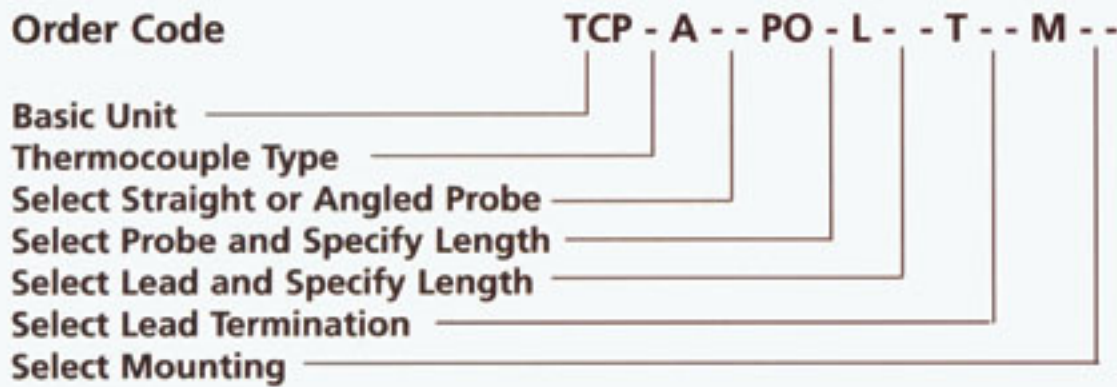 Order Code TCP - A - - PO - L - - T - - M - -
Basic Unit
Thermocouple Type
Select Straight or Angled Probe
Select Probe and Specify Length
Select Lead and Specify Length
Select Lead Termination
Select Mounting